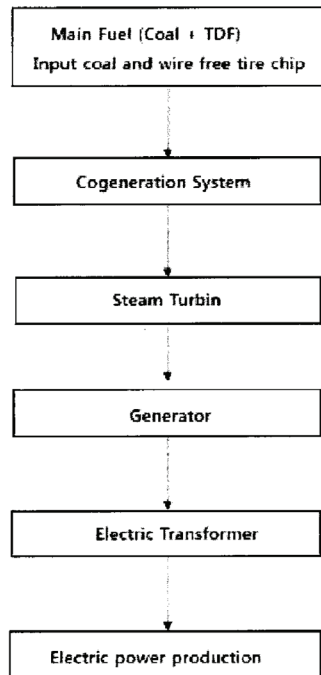 Main Fuel (Coal + TDF)
Input coal and wire free tire chip
Cogeneration System
Steam Turbin
Generator
Electric Transformer
Electric power production